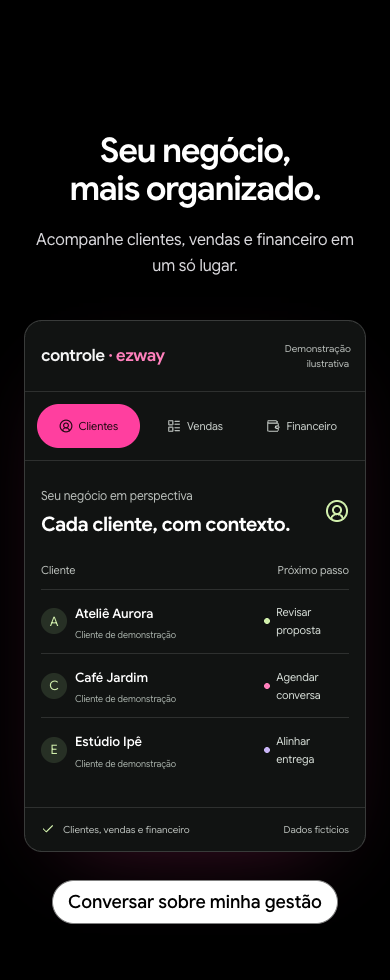 Seu negócio,
mais organizado.
Acompanhe clientes, vendas e financeiro em
um só lugar.
controle · ezway
Demonstração
ilustrativa
Clientes
Vendas
Financeiro
Seu negócio em perspectiva
Cada cliente, com contexto.
Cliente
Próximo passo
A
Ateliê Aurora
Cliente de demonstração
Revisar
proposta
C
Café Jardim
Cliente de demonstração
Agendar
conversa
E
Estúdio Ipê
Cliente de demonstração
Alinhar
entrega
Clientes, vendas e financeiro
Dados fictícios
Conversar sobre minha gestão